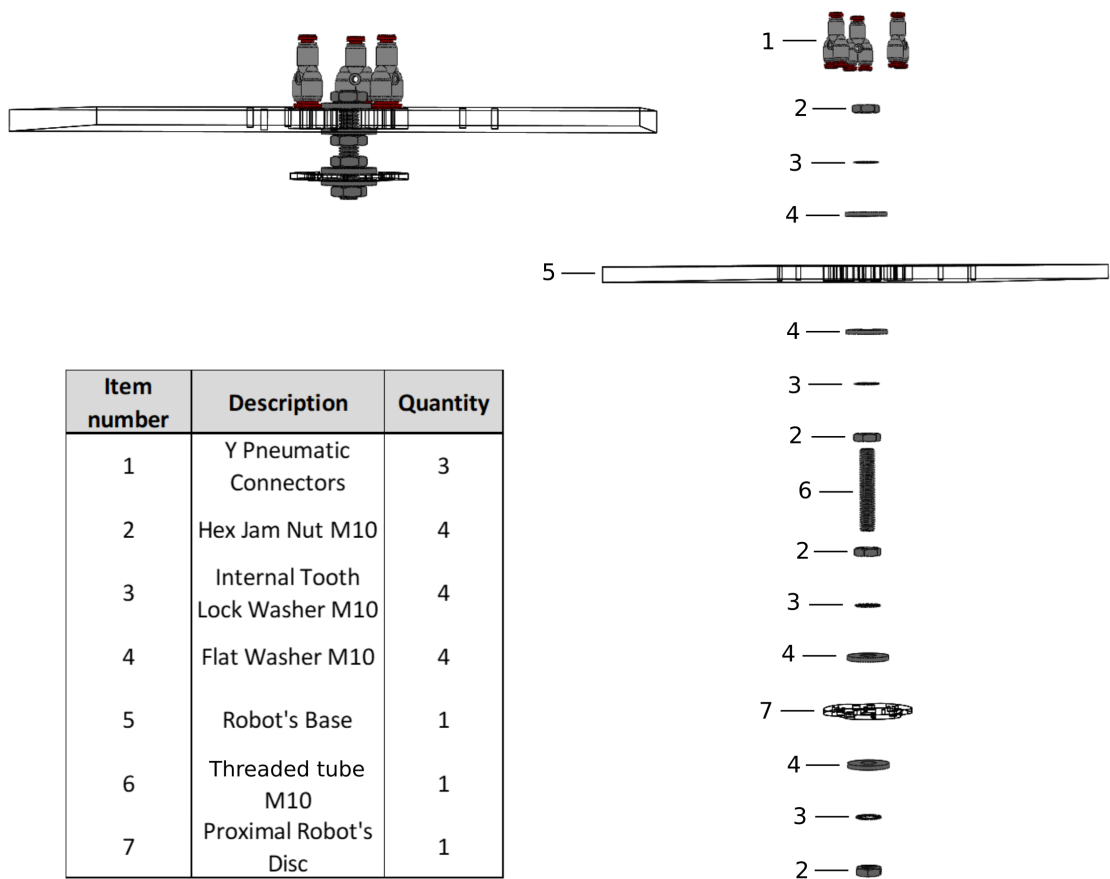 1
2
3
4
5
4
3
2
6
2
3
4
7
4
3
2
Item
number
Description
Quantity
1
Y Pneumatic
Connectors
3
2
Hex Jam Nut M10
4
3
Internal Tooth
Lock Washer M10
4
4
Flat Washer M10
4
5
Robot's Base
1
6
Threaded tube
M10
1
7
Proximal Robot's
Disc
1